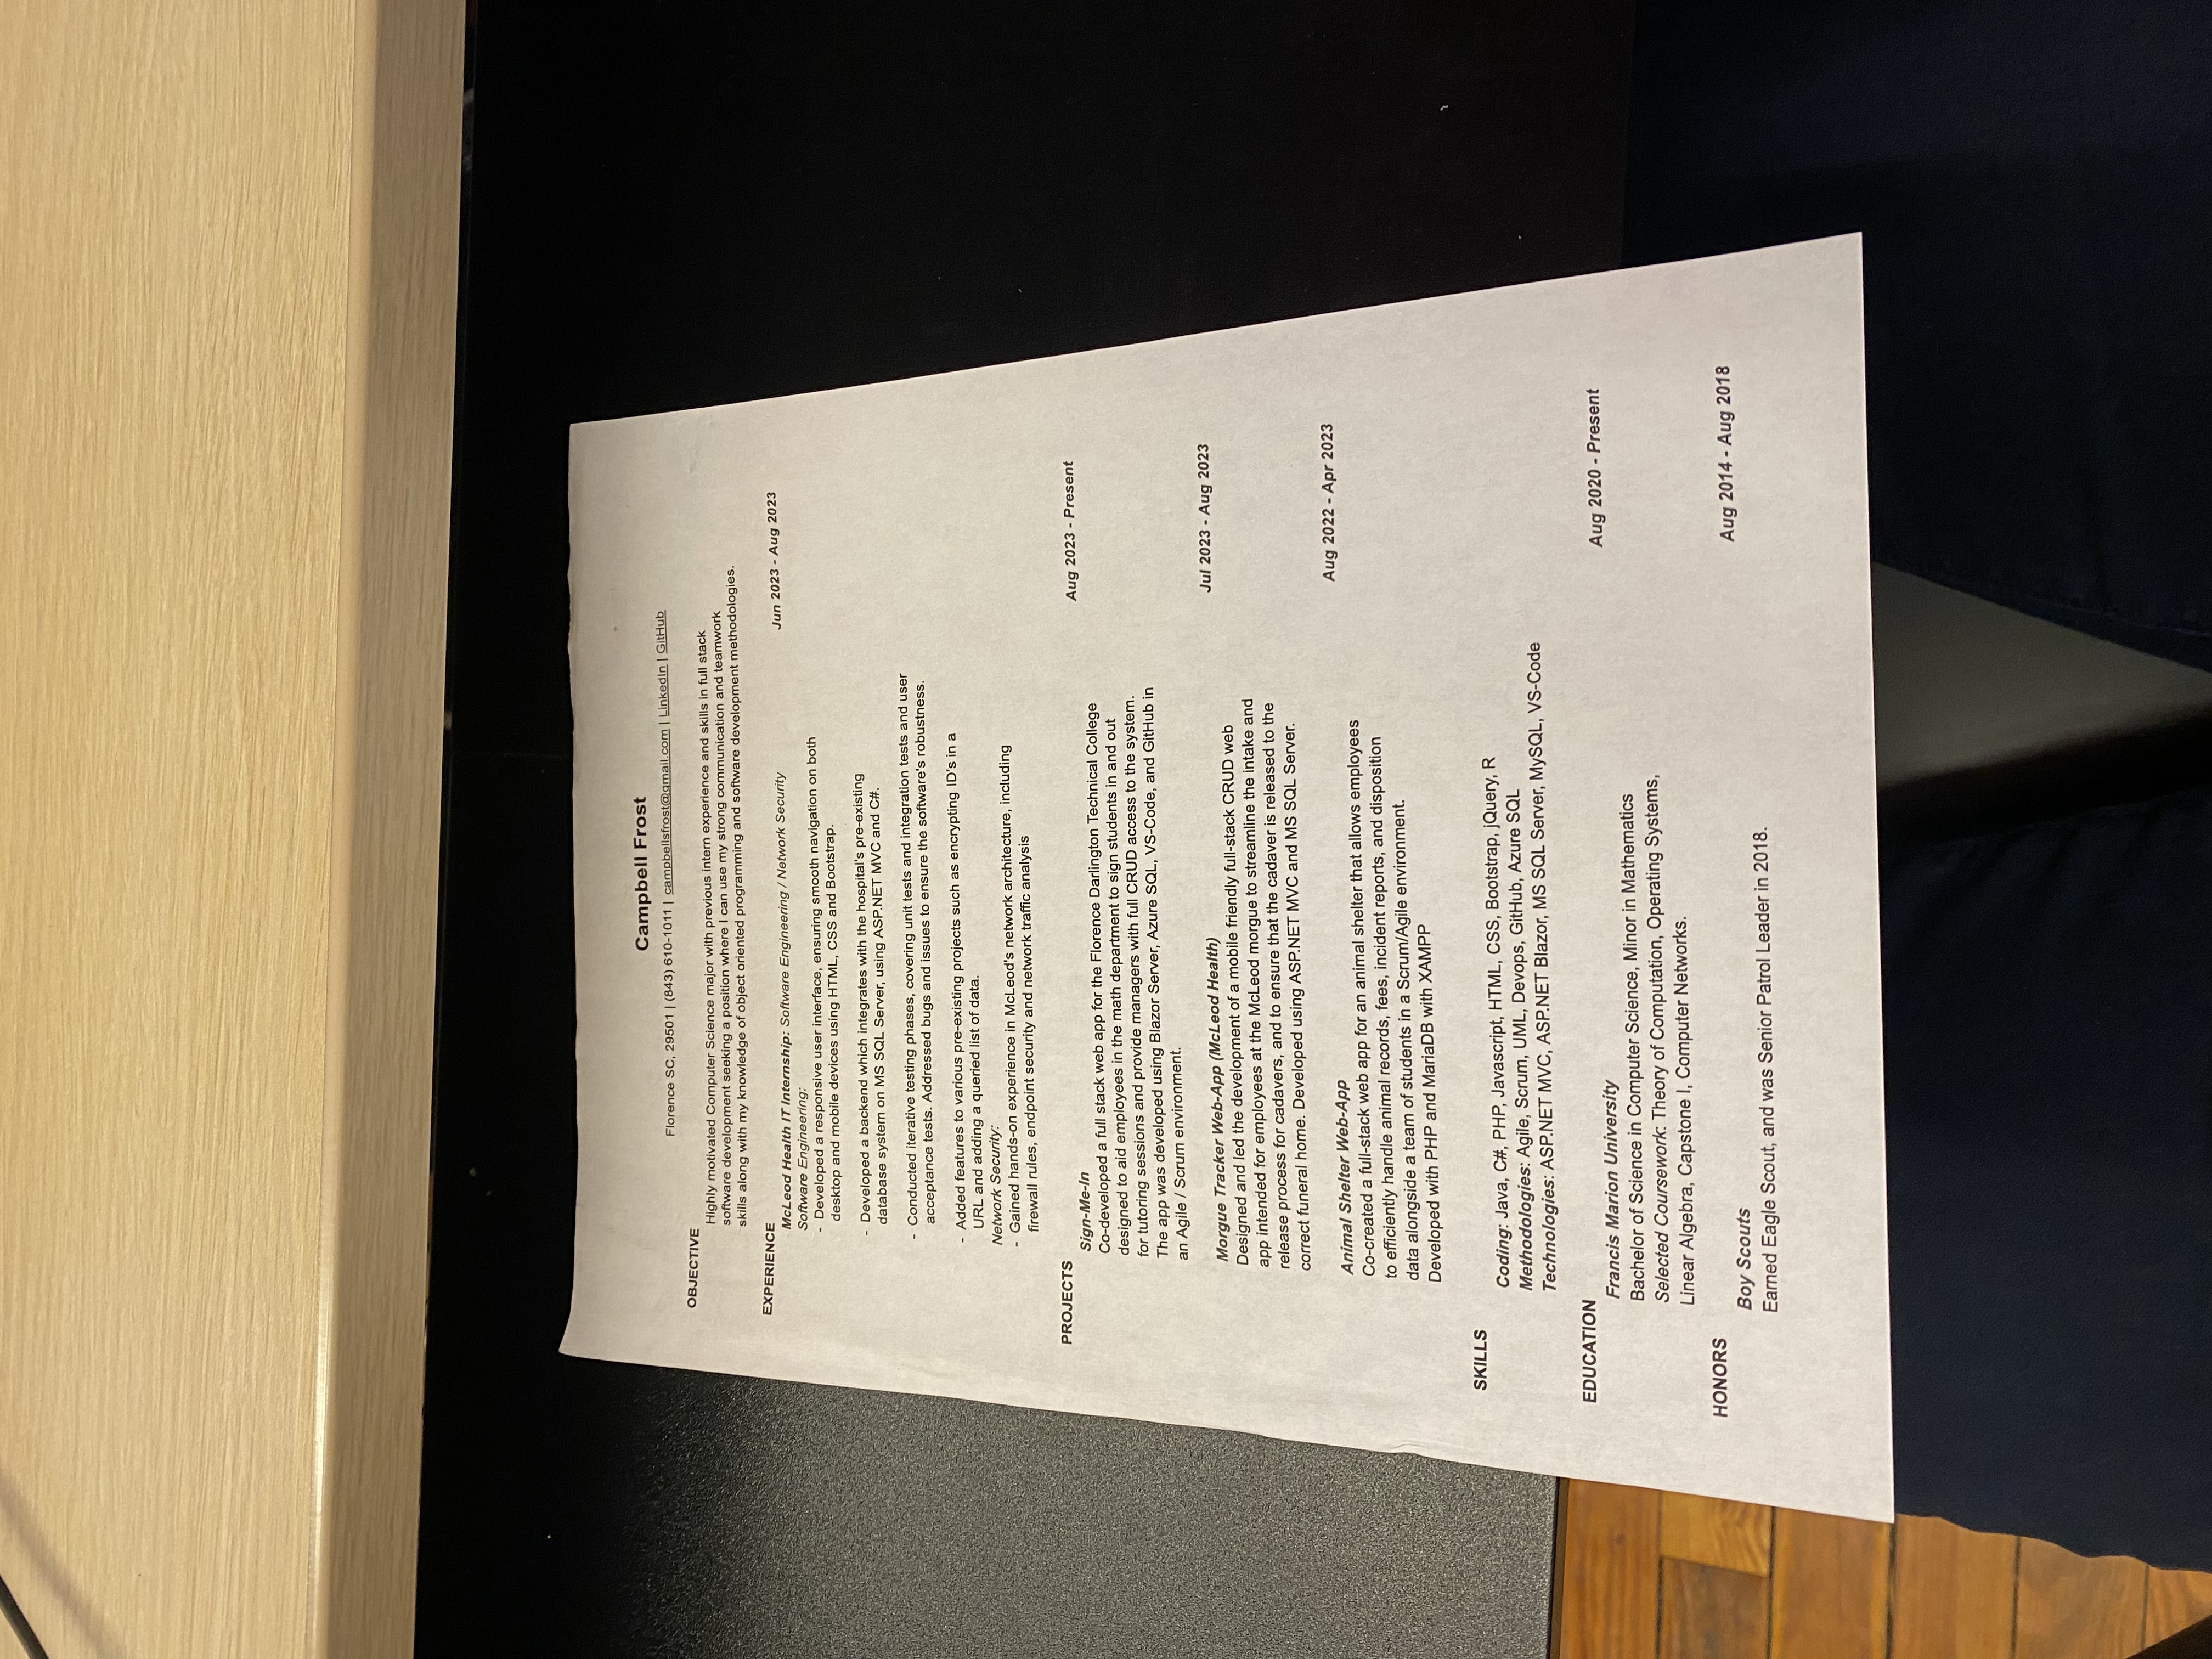 Campbell Frost
Florence SC, 29501 | (843) 610-1011 | campbellsfrost@gmail.com | LinkedIn | GitHub
OBJECTIVE
Highly motivated Computer Science major with previous intern experience and skills in full stack
software development seeking a position where I can use my strong communication and teamwork
skills along with my knowledge of object oriented programming and software development methodologies.
EXPERIENCE
McLeod Health IT Internship: Software Engineering / Network Security Jun 2023 - Aug 2023
Software Engineering:
- Developed a responsive user interface, ensuring smooth navigation on both
desktop and mobile devices using HTML, CSS and Bootstrap.
- Developed a backend which integrates with the hospital's pre-existing
database system on MS SQL Server, using ASP.NET MVC and C#.
- Conducted iterative testing phases, covering unit tests and integration tests and user
acceptance tests. Addressed bugs and issues to ensure the software's robustness.
- Added features to various pre-existing projects such as encrypting ID's in a
URL and adding a queried list of data.
Network Security:
- Gained hands-on experience in McLeod's network architecture, including
firewall rules, endpoint security and network traffic analysis
PROJECTS
Sign-Me-In Aug 2023 - Present
Co-developed a full stack web app for the Florence Darlington Technical College
designed to aid employees in the math department to sign students in and out
for tutoring sessions and provide managers with full CRUD access to the system.
The app was developed using Blazor Server, Azure SQL, VS-Code, and GitHub in
an Agile / Scrum environment.
Morgue Tracker Web-App (McLeod Health) Jul 2023 - Aug 2023
Designed and led the development of a mobile friendly full-stack CRUD web
app intended for employees at the McLeod morgue to streamline the intake and
release process for cadavers, and to ensure that the cadaver is released to the
correct funeral home. Developed using ASP.NET MVC and MS SQL Server.
Animal Shelter Web-App Aug 2022 - Apr 2023
Co-created a full-stack web app for an animal shelter that allows employees
to efficiently handle animal records, fees, incident reports, and disposition
data alongside a team of students in a Scrum/Agile environment.
Developed with PHP and MariaDB with XAMPP
SKILLS
Coding: Java, C#, PHP, Javascript, HTML, CSS, Bootstrap, jQuery, R
Methodologies: Agile, Scrum, UML, Devops, GitHub, Azure SQL
Technologies: ASP.NET MVC, ASP.NET Blazor, MS SQL Server, MySQL, VS-Code
EDUCATION
Francis Marion University Aug 2020 - Present
Bachelor of Science in Computer Science, Minor in Mathematics
Selected Coursework: Theory of Computation, Operating Systems,
Linear Algebra, Capstone I, Computer Networks.
HONORS
Boy Scouts Aug 2014 - Aug 2018
Earned Eagle Scout, and was Senior Patrol Leader in 2018.